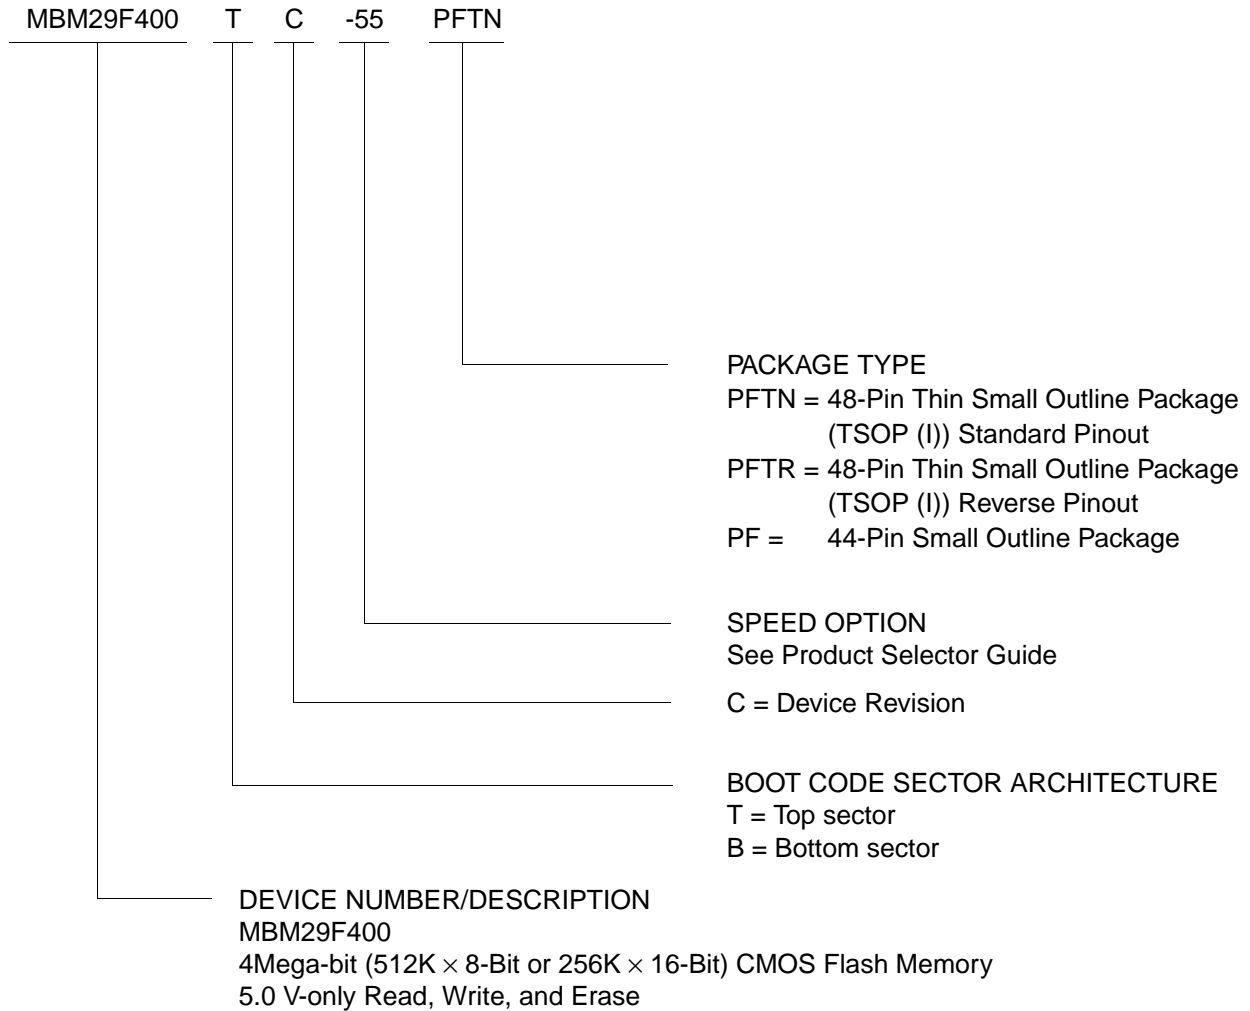 MBM29F400 T C -55 PFTN
PACKAGE TYPE
PFTN = 48-Pin Thin Small Outline Package
(TSOP (I)) Standard Pinout
PFTR = 48-Pin Thin Small Outline Package
(TSOP (I)) Reverse Pinout
PF = 44-Pin Small Outline Package
SPEED OPTION
See Product Selector Guide
C = Device Revision
BOOT CODE SECTOR ARCHITECTURE
T = Top sector
B = Bottom sector
DEVICE NUMBER/DESCRIPTION
MBM29F400
4Mega-bit (512K × 8-Bit or 256K × 16-Bit) CMOS Flash Memory
5.0 V-only Read, Write, and Erase